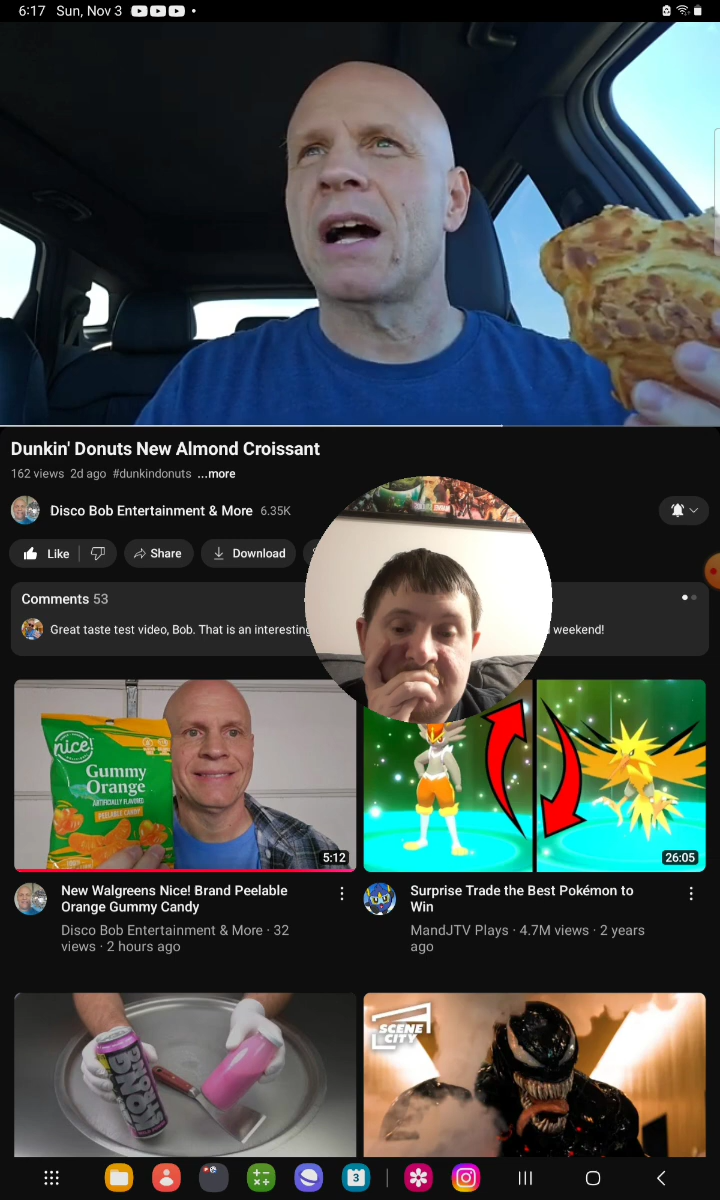 6:17 Sun, Nov 3
Dunkin' Donuts New Almond Croissant
162 views 2d ago #dunkindonuts ...more
Disco Bob Entertainment & More 6.35K
Like
Share
Download
Comments 53
Great taste test video, Bob. That is an interesting
weekend!
nice!
Gummy
Orange
ARTIFICIALLY FLAVORED
PEELABLE CANDY
5:12
26:05
New Walgreens Nice! Brand Peelable
Orange Gummy Candy
Disco Bob Entertainment & More · 32
views · 2 hours ago
Surprise Trade the Best Pokémon to
Win
MandJTV Plays · 4.7M views · 2 years
ago
SCENE
CITY
3